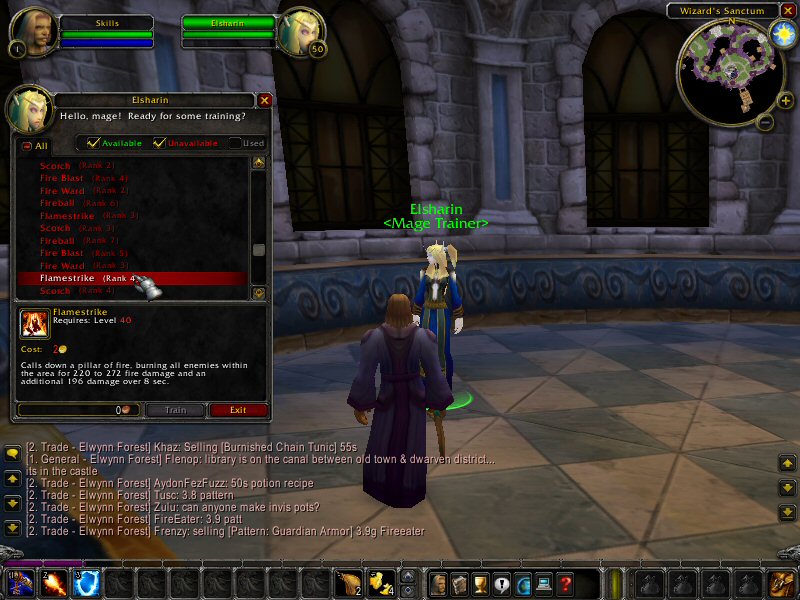 Skills
1
Elsharin
50
Wizard's Sanctum
N
Elsharin
Hello, mage! Ready for some training?
All
Available
Unavailable
Used
Scorch (Rank 2)
Fire Blast (Rank 4)
Fire Ward (Rank 2)
Fireball (Rank 6)
Flamestrike (Rank 3)
Scorch (Rank 3)
Fireball (Rank 7)
Fire Blast (Rank 5)
Fire Ward (Rank 3)
Flamestrike (Rank 4
Scorch (Rank 4)
Elsharin
<Mage Trainer>
Flamestrike
Requires: Level 40
Cost: 2
Calls down a pillar of fire, burning all enemies within
the area for 220 to 272 fire damage and an
additional 196 damage over 8 sec.
0
Train
Exit
[2. Trade - Elwynn Forest] Khaz: Selling [Burnished Chain Tunic] 55s
[1. General - Elwynn Forest] Flenop: library is on the canal between old town & dwarven district...
its in the castle
[2. Trade - Elwynn Forest] AydonFezFuzz: 50s potion recipe
[2. Trade - Elwynn Forest] Tusc: 3.8 pattern
[2. Trade - Elwynn Forest] Zulu: can anyone make invis pots?
[2. Trade - Elwynn Forest] FireEater: 3.9 patt
[2. Trade - Elwynn Forest] Frenzy: selling [Pattern: Guardian Armor] 3.9g Fireeater
2
4